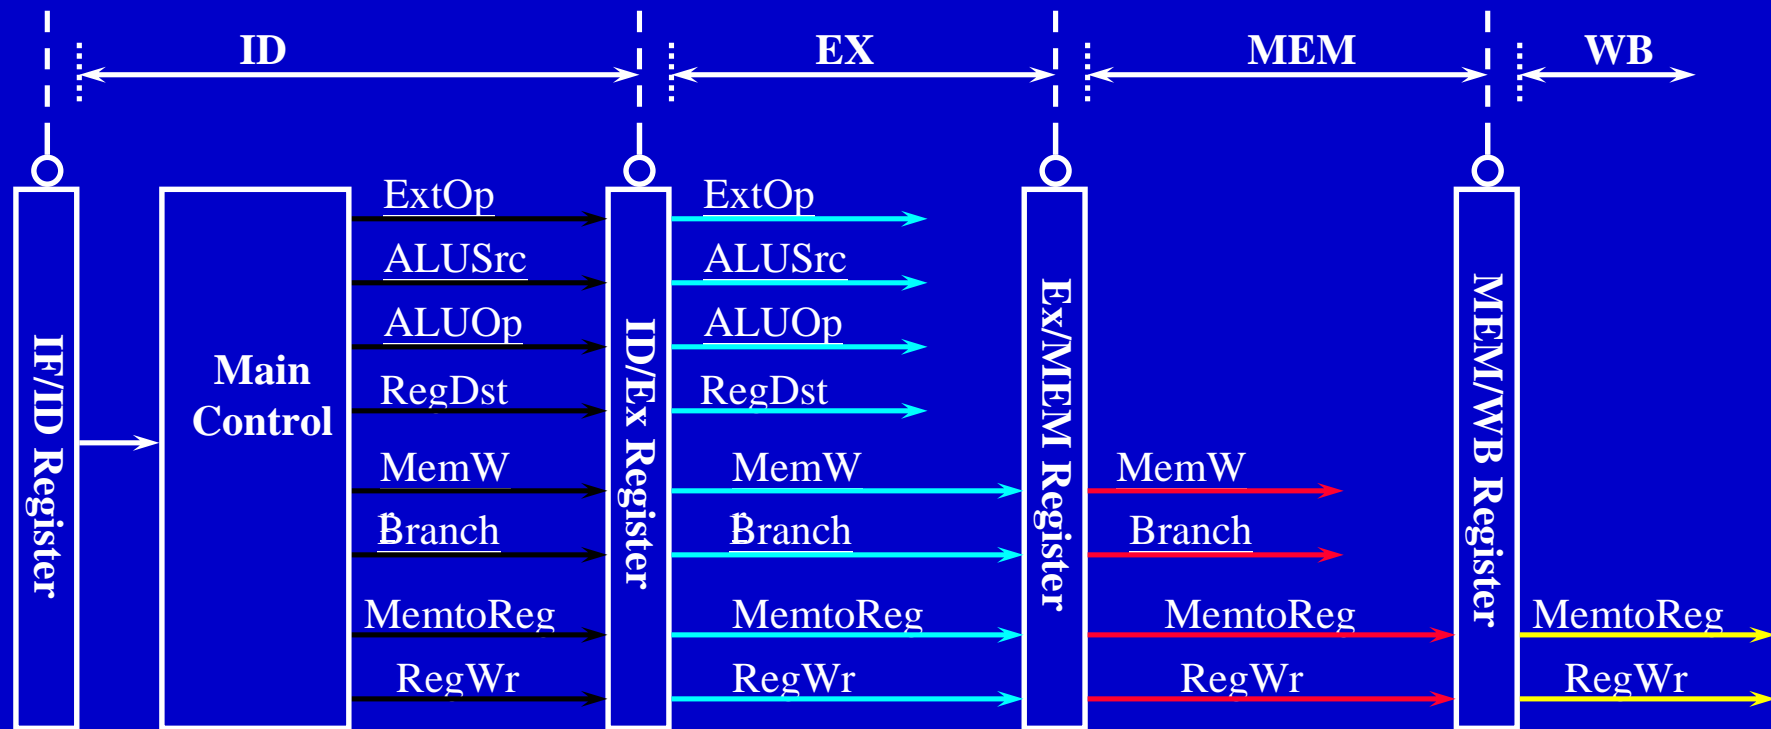 ID
EX
MEM
WB
IF/ID Register
Main
Control
ExtOp
ALUSrc
ALUOp
RegDst
MemW
Branch
MemtoReg
RegWr
ID/Ex Register
ExtOp
ALUSrc
ALUOp
RegDst
MemW
Branch
MemtoReg
RegWr
Ex/MEM Register
MemW
Branch
MemtoReg
RegWr
MEM/WB Register
MemtoReg
RegWr